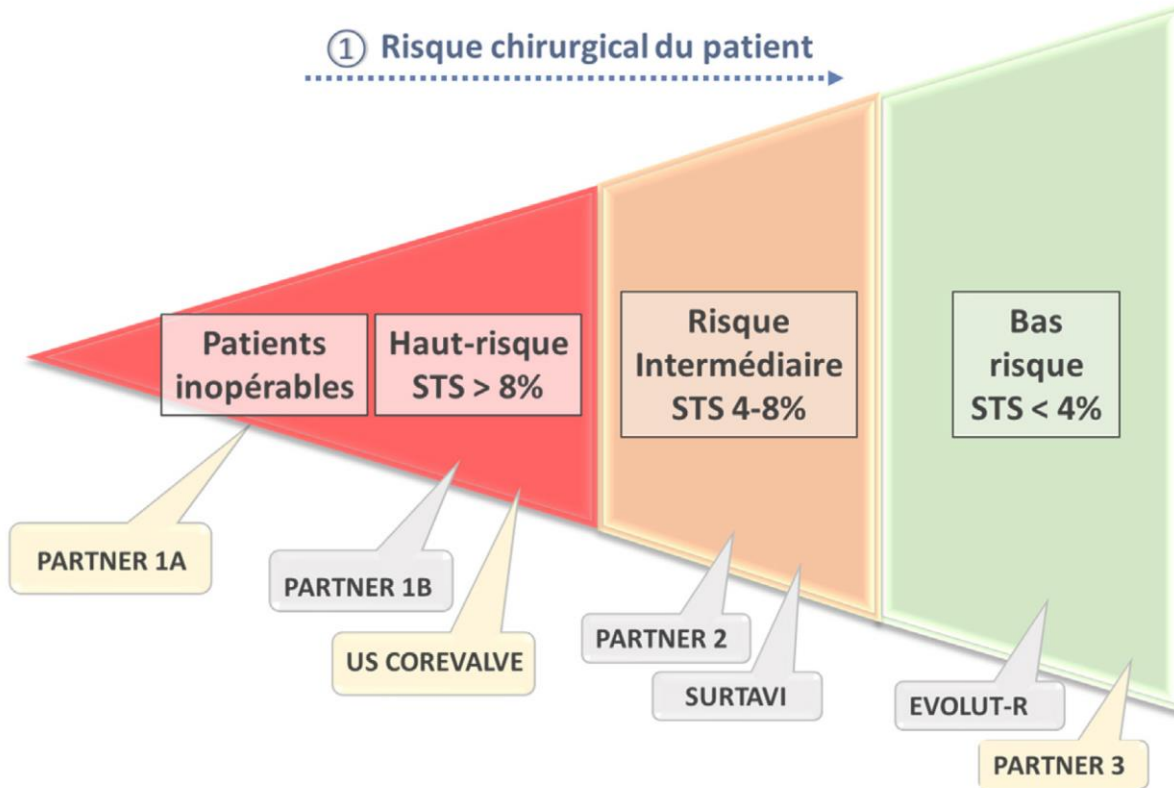 ① Risque chirurgical du patient
Patients
inopérables
Haut-risque
STS > 8%
Risque
Intermédiaire
STS 4-8%
Bas
risque
STS < 4%
PARTNER 1A
PARTNER 1B
US COREVALVE
PARTNER 2
SURTAVI
EVOLUT-R
PARTNER 3